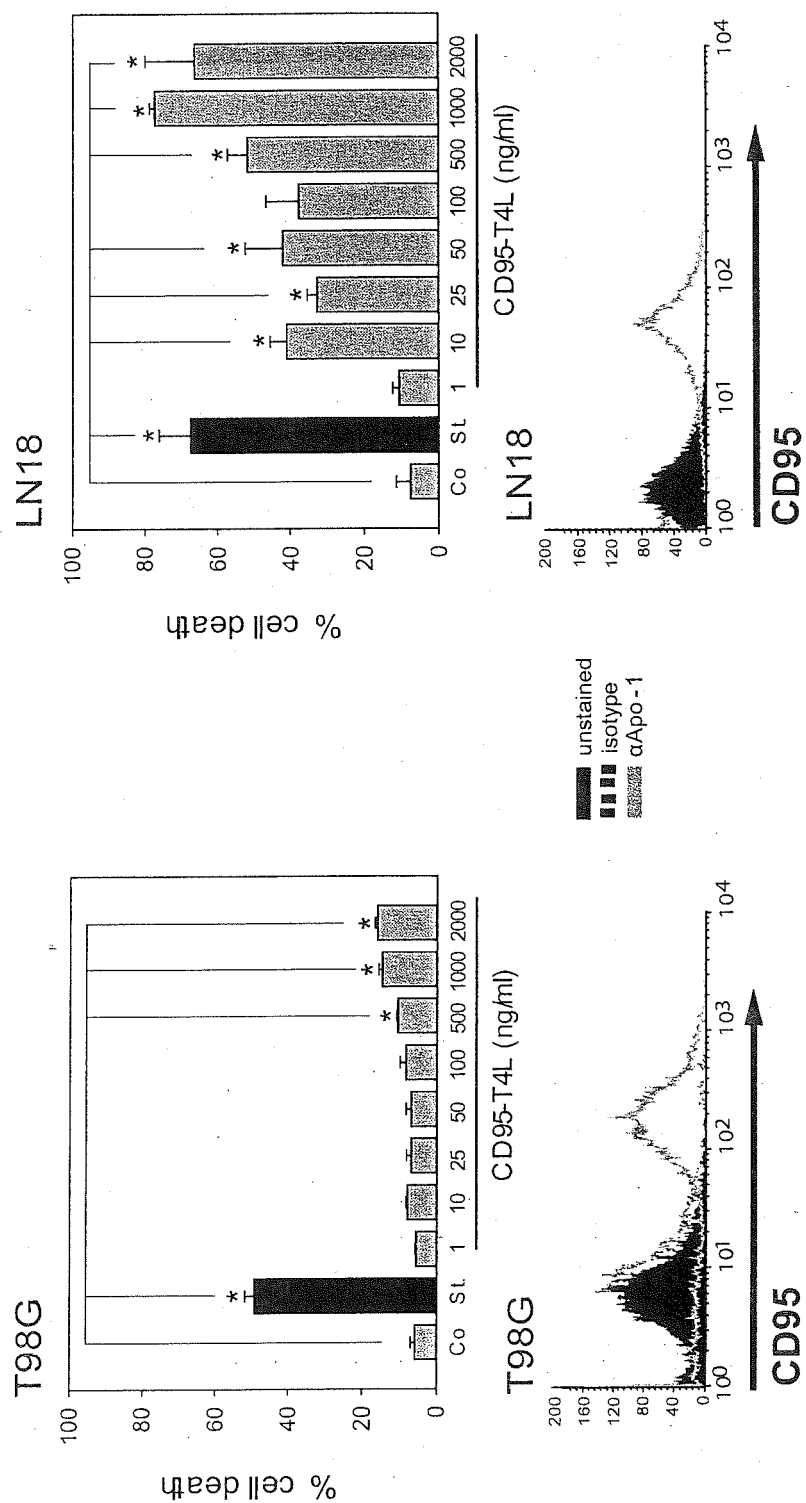 T98G
% cell death
100
80
60
40
20
0
* * * *
Co St. 1 10 25 50 100 500 1000 2000
CD95-T4L (ng/ml)
T98G
200
160
120
80
40
0
10⁰ 10¹ 10² 10³ 10⁴
CD95
unstained
isotype
αApo -1
LN18
% cell death
100
80
60
40
20
0
* * * * * * *
Co St. 1 10 25 50 100 500 1000 2000
CD95-T4L (ng/ml)
LN18
200
160
120
80
40
0
10⁰ 10¹ 10² 10³ 10⁴
CD95